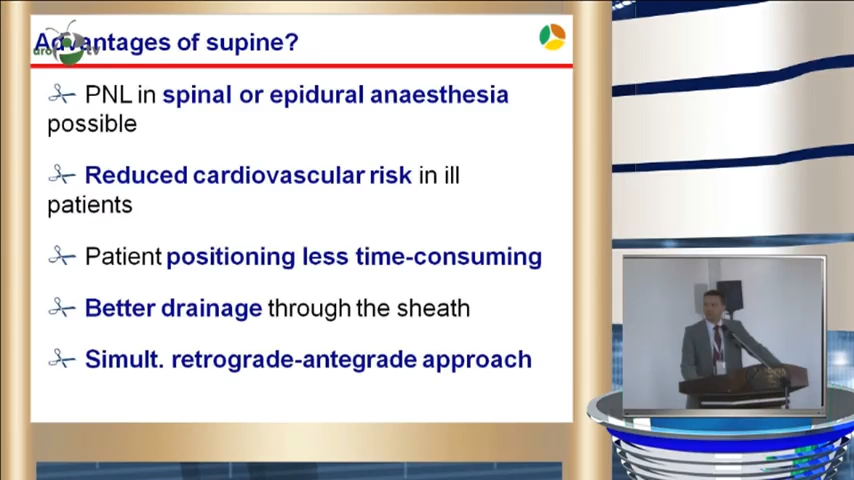 Advantages of supine?
PNL in spinal or epidural anaesthesia
possible
Reduced cardiovascular risk in ill
patients
Patient positioning less time-consuming
Better drainage through the sheath
Simult. retrograde-antegrade approach